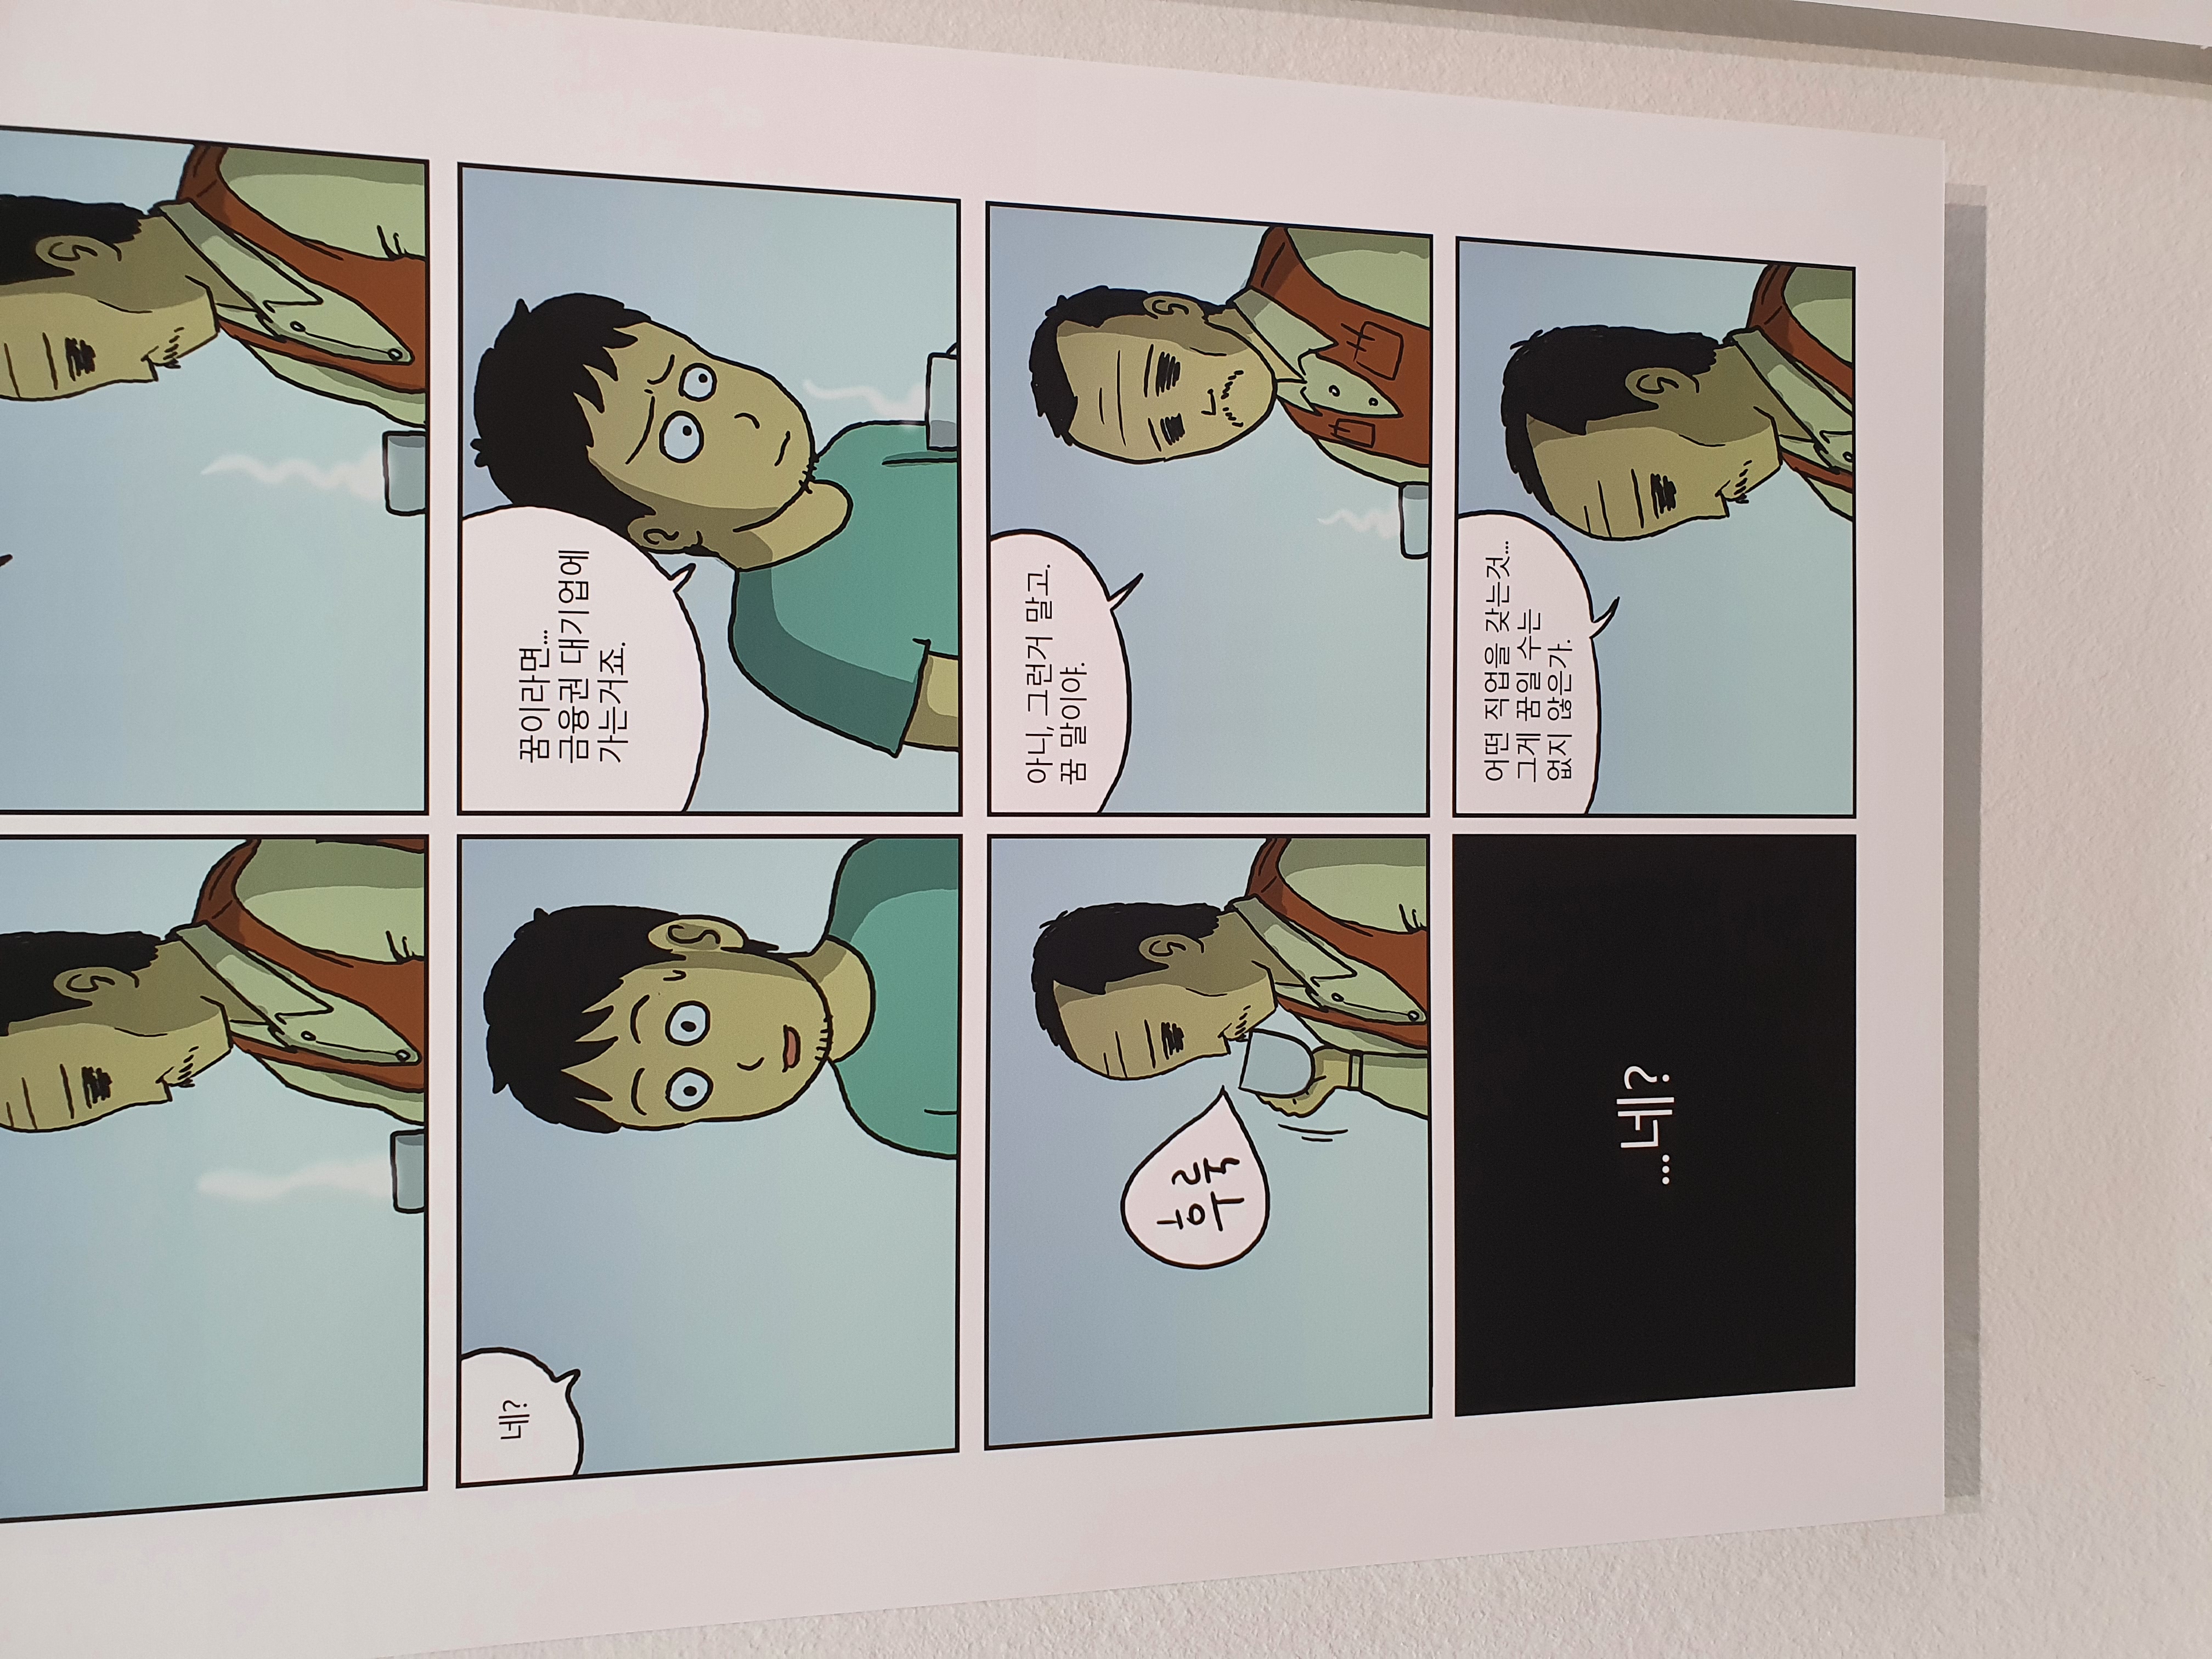 네?
꿈이라면...
금융권 대기업에
가는거죠.
후룩
아니, 그런거 말고.
꿈 말이야.
...네?
어떤 직업을 갖는것...
그게 꿈일 수는
없지 않은가.